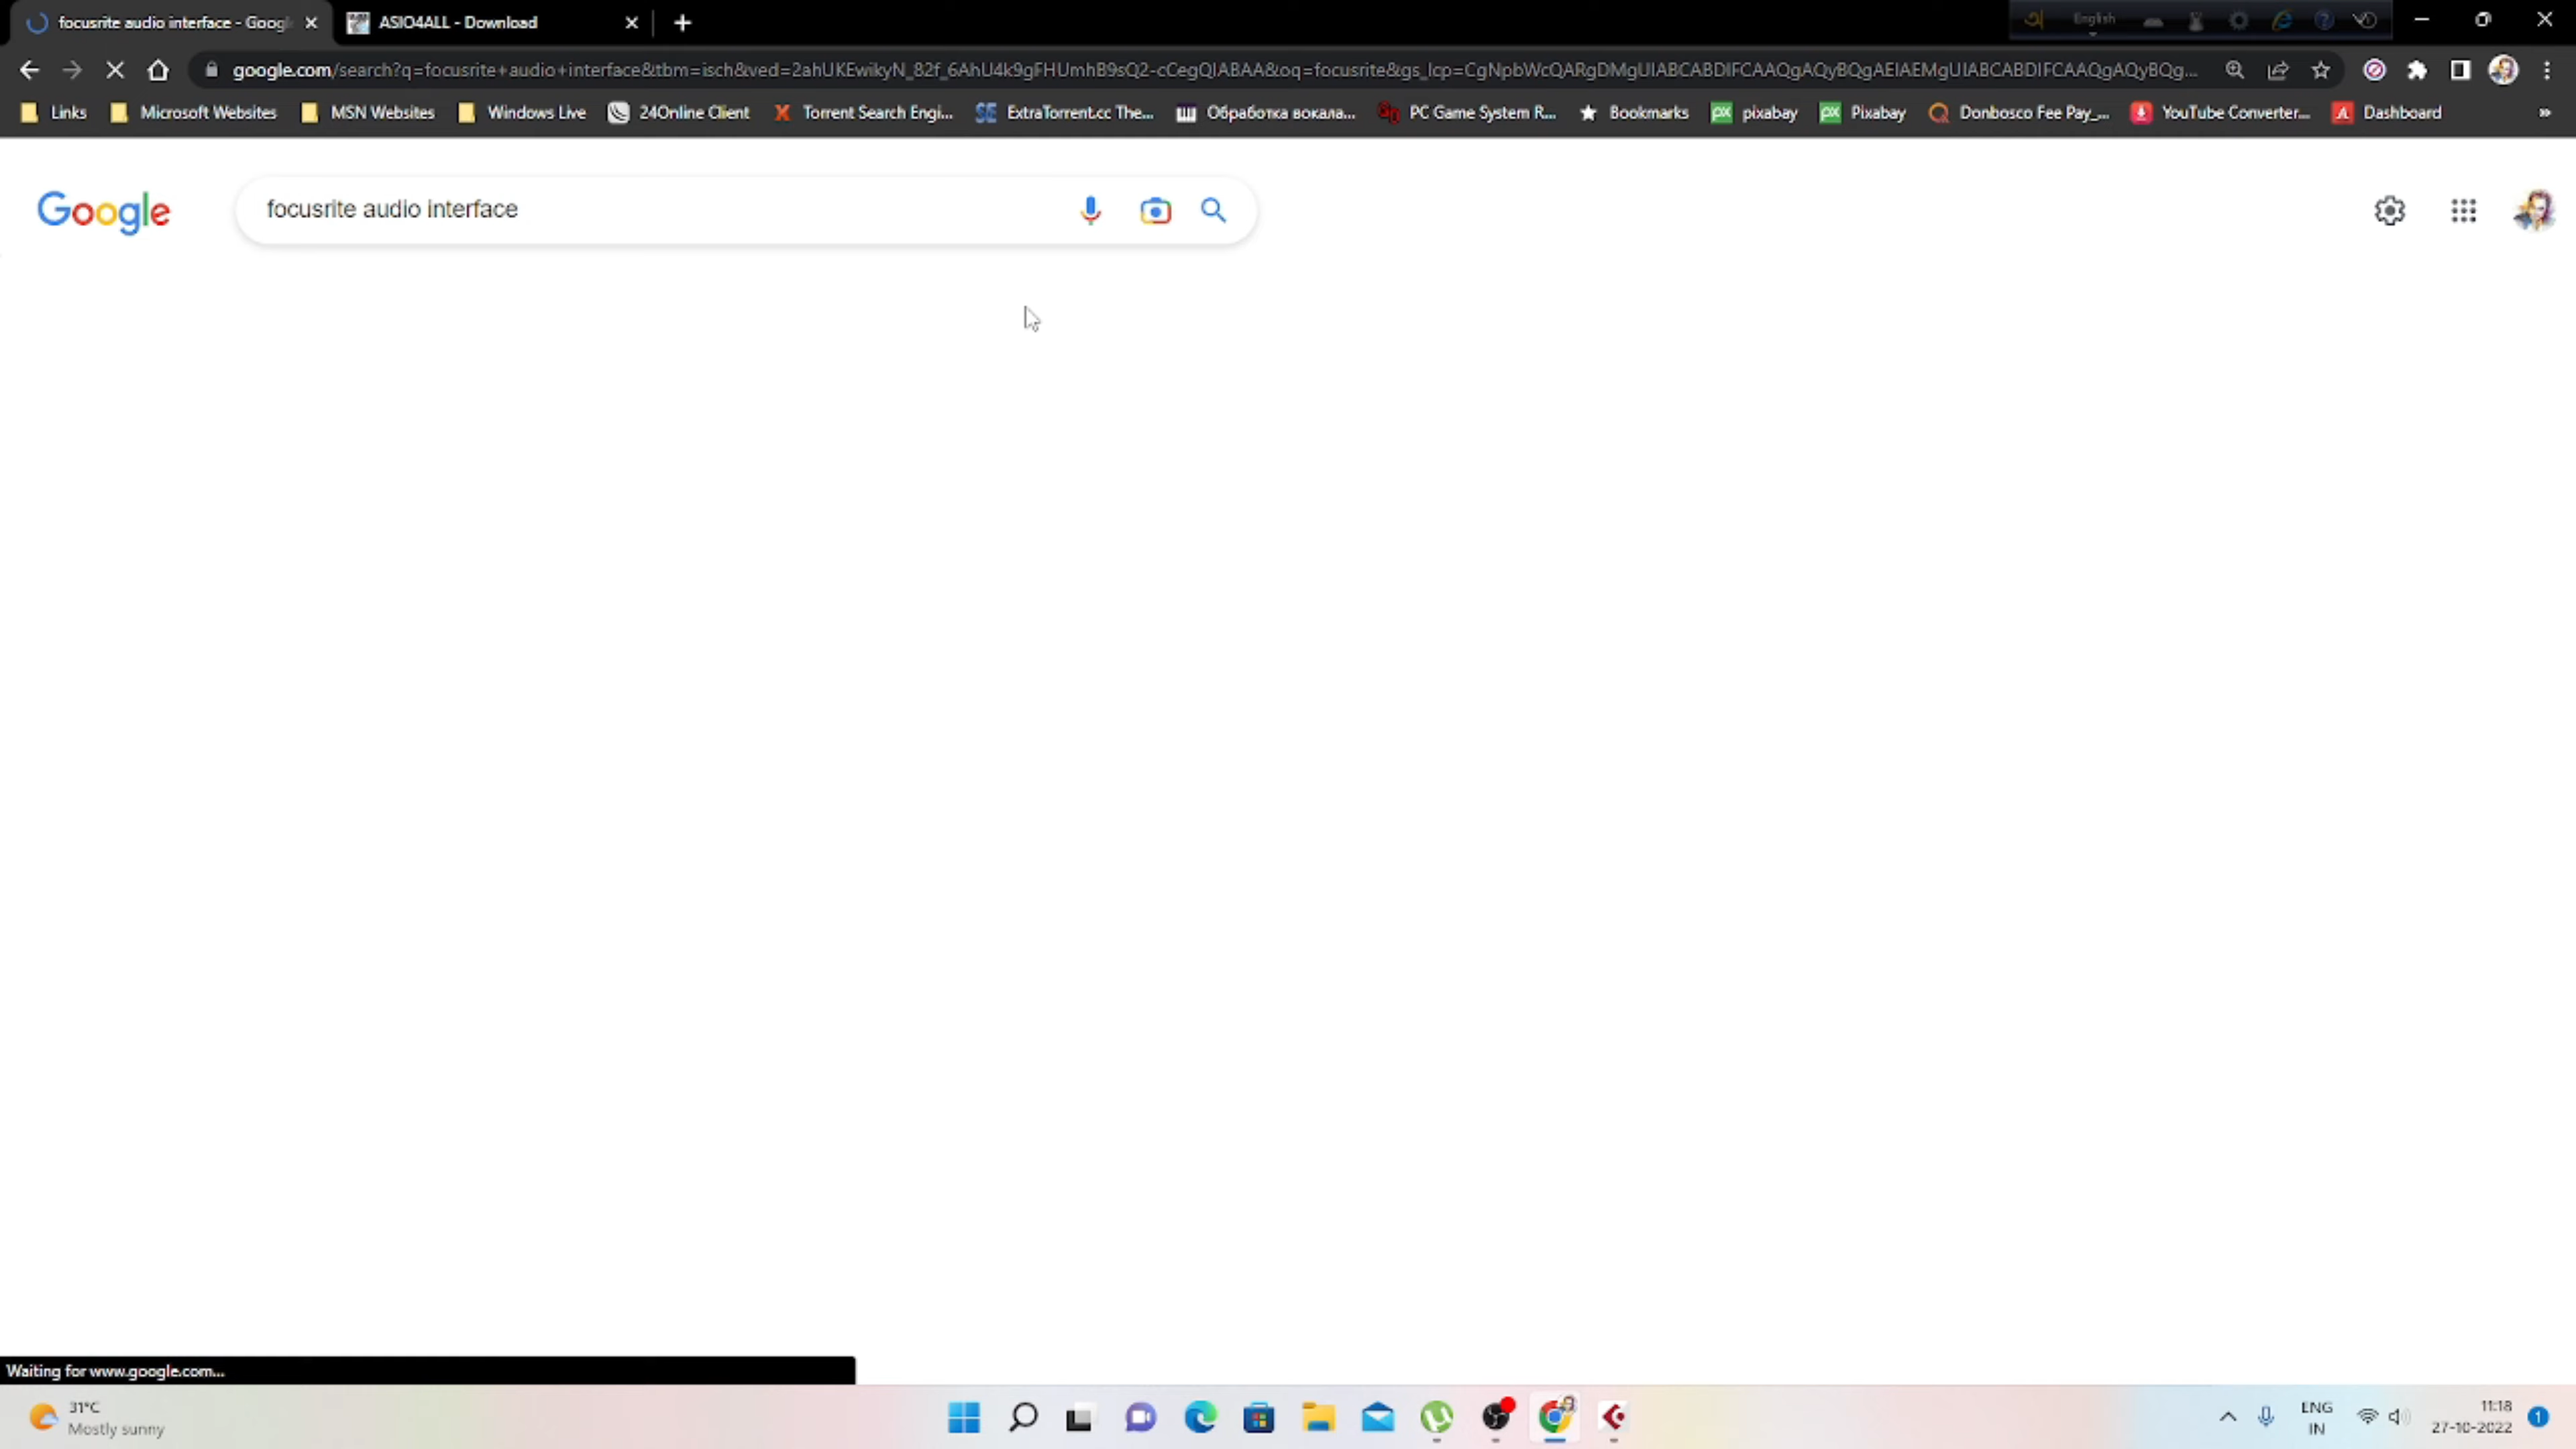 focusrite audio interface - Googl
ASIO4ALL - Download
English
google.com/search?q=focusrite+audio+interface&tbm=isch&ved=2ahUKEwikyN_82f_6AhU4k9gFHUmhB9sQ2-cCegQIABAA&oq=focusrite&gs_lcp=CgNpbWcQARgDMgUIABCABDIFCAAQgAQyBQgAEIAEMgUIABCABDIFCAAQgAQyBQg...
Links
Microsoft Websites
MSN Websites
Windows Live
24Online Client
Torrent Search Engi...
ExtraTorrent.cc The...
Обработка вокала...
PC Game System R...
Bookmarks
pixabay
Pixabay
Donbosco Fee Pay_...
YouTube Converter...
Dashboard
»
Google
focusrite audio interface
Waiting for www.google.com...
31°C
Mostly sunny
ENG
IN
11:18
27-10-2022
1